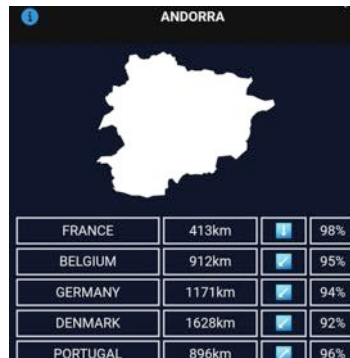 ANDORRA
FRANCE 413km ⬇️ 98%
BELGIUM 912km ↙️ 95%
GERMANY 1171km ↙️ 94%
DENMARK 1628km ↙️ 92%
PORTUGAL 896km ↗️ 96%